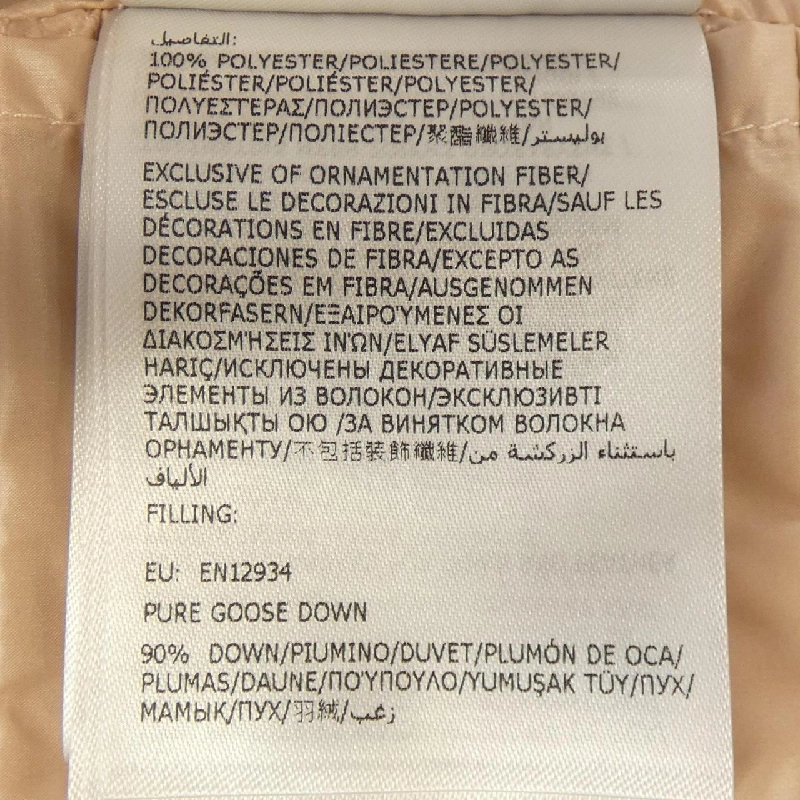 التفاصيل:
100% POLYESTER/POLIESTERE/POLYESTER/
POLIÉSTER/POLIÉSTER/POLYESTER/
ΠΟΛΥΕΣΤΕΡΑΣ/ПОЛИЭСТЕР/POLYESTER/
ПОЛИЭСТЕР/ПОЛІЕСТЕР/聚酯纖維/بوليستر
EXCLUSIVE OF ORNAMENTATION FIBER/
ESCLUSE LE DECORAZIONI IN FIBRA/SAUF LES
DÉCORATIONS EN FIBRE/EXCLUIDAS
DECORACIONES DE FIBRA/EXCEPTO AS
DECORAÇÕES EM FIBRA/AUSGENOMMEN
DEKORFASERN/ΕΞΑΙΡΟΎΜΕΝΕΣ ΟΙ
ΔΙΑΚΟΣΜΉΣΕΙΣ ΙΝΏΝ/ELYAF SÜSLEMELER
HARIÇ/ИСКЛЮЧЕНЫ ДЕКОРАТИВНЫЕ
ЭЛЕМЕНТЫ ИЗ ВОЛОКОН/ЭКСКЛЮЗИВТІ
ТАЛШЫҚТЫ ОЮ /ЗА ВИНЯТКОМ ВОЛОКНА
ОРНАМЕНТУ/不包括裝飾纖維/باستثناء الزركشة من
الألياف
FILLING:
EU: EN12934
PURE GOOSE DOWN
90% DOWN/PIUMINO/DUVET/PLUMÓN DE OCA/
PLUMAS/DAUNE/ΠΟΎΠΟΥΛΟ/YUMUŞAK TÜY/ПУХ/
МАМЫК/ПУХ/羽絨/زغب